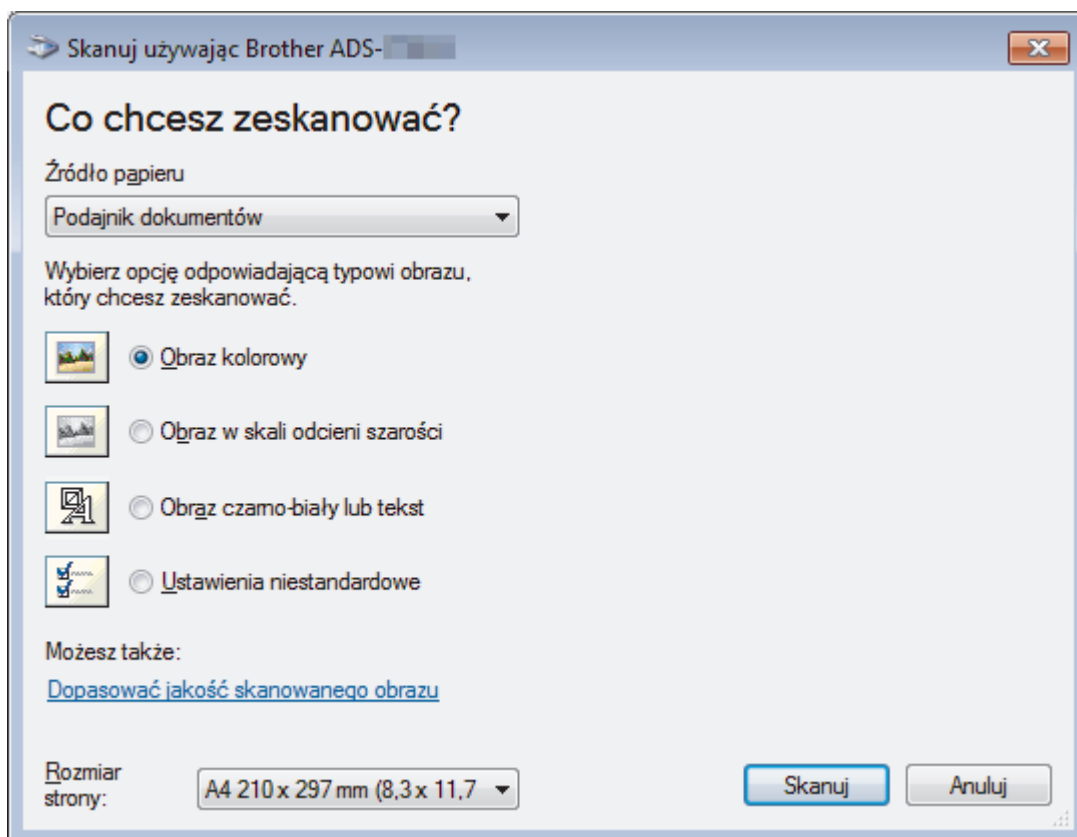 Skanuj używając Brother ADS-
Co chcesz zeskanować?
Źródło papieru
Podajnik dokumentów
Wybierz opcję odpowiadającą typowi obrazu,
który chcesz zeskanować.
Obraz kolorowy
Obraz w skali odcieni szarości
Obraz czarno-biały lub tekst
Ustawienia niestandardowe
Możesz także:
Dopasować jakość skanowanego obrazu
Rozmiar
strony:
A4 210 x 297 mm (8,3 x 11,7
Skanuj
Anuluj